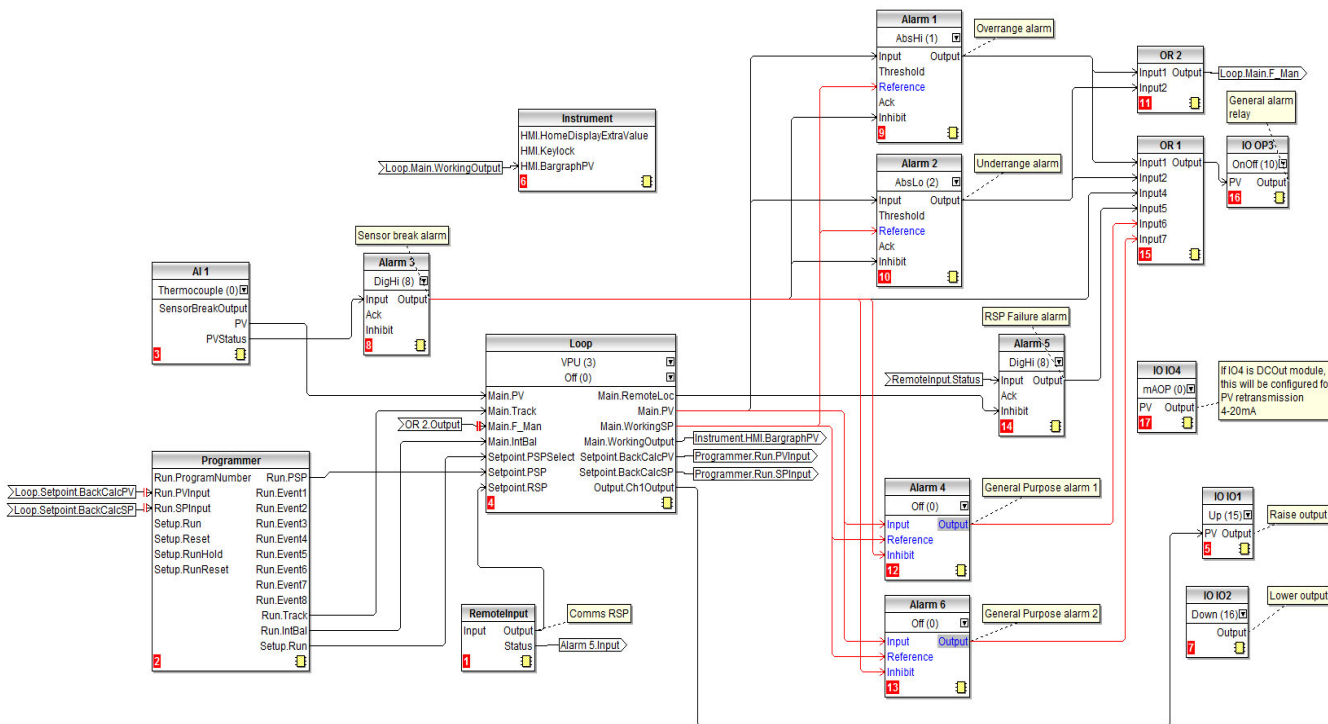 Alarm 1
AbsHi (1)
Input Output
Threshold
Reference
Ack
Inhibit
9
Overrange alarm
OR 2
Input1 Output
Input2
11
Loop.Main.F_Man
General alarm
relay
Instrument
HMI.HomeDisplayExtraValue
HMI.Keylock
HMI.BargraphPV
6
Loop.Main.WorkingOutput
Alarm 2
AbsLo (2)
Input Output
Threshold
Reference
Ack
Inhibit
10
Underrange alarm
OR 1
Input1 Output
Input2
Input4
Input5
Input6
Input7
15
IO OP3
OnOff (10)
PV Output
16
Sensor break alarm
Alarm 3
DigHi (8)
Input Output
Ack
Inhibit
8
AI 1
Thermocouple (0)
SensorBreakOutput
PV
PVStatus
3
Loop
VPU (3)
Off (0)
Main.PV
Main.Track
Main.F_Man
Main.IntBal
Setpoint.PSPSelect
Setpoint.PSP
Setpoint.RSP
Main.RemoteLoc
Main.PV
Main.WorkingSP
Main.WorkingOutput
Setpoint.BackCalcPV
Setpoint.BackCalcSP
Output.Ch1Output
4
OR 2.Output
Instrument.HMI.BargraphPV
Programmer.Run.PVInput
Programmer.Run.SPInput
RSP Failure alarm
Alarm 5
DigHi (8)
Input Output
Ack
Inhibit
14
RemoteInput.Status
IO IO4
mAOP (0)
PV Output
17
If IO4 is DCOut module,
this will be configured fo
PV retransmission
4-20mA
Programmer
Run.ProgramNumber Run.PSP
Run.PVInput Run.Event1
Run.SPInput Run.Event2
Setup.Run Run.Event3
Setup.Reset Run.Event4
Setup.RunHold Run.Event5
Setup.RunReset Run.Event6
Run.Event7
Run.Event8
Run.Track
Run.IntBal
Setup.Run
2
Loop.Setpoint.BackCalcPV
Loop.Setpoint.BackCalcSP
RemoteInput
Input Output
Status
1
Comms RSP
Alarm 5.Input
Alarm 4
Off (0)
Input Output
Reference
Inhibit
12
General Purpose alarm 1
Alarm 6
Off (0)
Input Output
Reference
Inhibit
13
General Purpose alarm 2
IO IO1
Up (15)
PV Output
5
Raise output
IO IO2
Down (16)
Output
7
Lower output